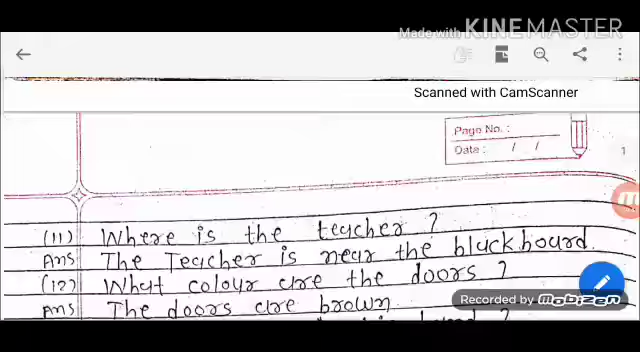 Made with KINEMASTER
Scanned with CamScanner
Page No. :
Date : / /
1
(11) Where is the teacher ?
Ans The Teacher is near the blackboard.
(12) What colour are the doors ?
Ans The doors are brown.
Recorded by mobizen